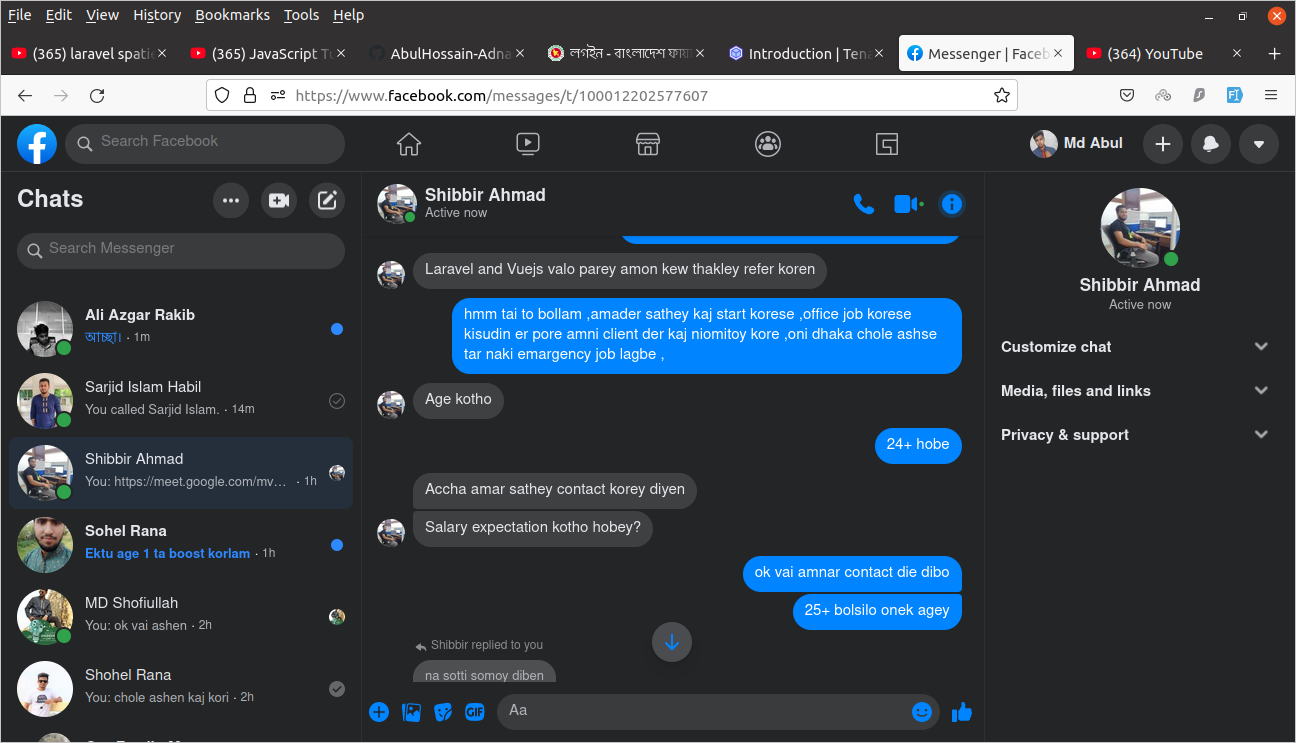 File Edit View History Bookmarks Tools Help
(365) laravel spatie
(365) JavaScript Tu
AbulHossain-Adna
লগইন - বাংলাদেশ ফায়া
Introduction | Tena
Messenger | Faceb
(364) YouTube
https://www.facebook.com/messages/t/100012202577607
Search Facebook
Md Abul
Chats
Search Messenger
Ali Azgar Rakib
আচ্ছা। · 1m
Sarjid Islam Habil
You called Sarjid Islam. · 14m
Shibbir Ahmad
You: https://meet.google.com/mv... · 1h
Sohel Rana
Ektu age 1 ta boost korlam · 1h
MD Shofiullah
You: ok vai ashen · 2h
Shohel Rana
You: chole ashen kaj kori · 2h
Shibbir Ahmad
Active now
Laravel and Vuejs valo parey amon kew thakley refer koren
hmm tai to bollam ,amader sathey kaj start korese ,office job korese
kisudin er pore amni client der kaj niomitoy kore ,oni dhaka chole ashse
tar naki emargency job lagbe ,
Age kotho
24+ hobe
Accha amar sathey contact korey diyen
Salary expectation kotho hobey?
ok vai amnar contact die dibo
25+ bolsilo onek agey
Shibbir replied to you
na sotti somoy diben
GIF
Aa
Shibbir Ahmad
Active now
Customize chat
Media, files and links
Privacy & support